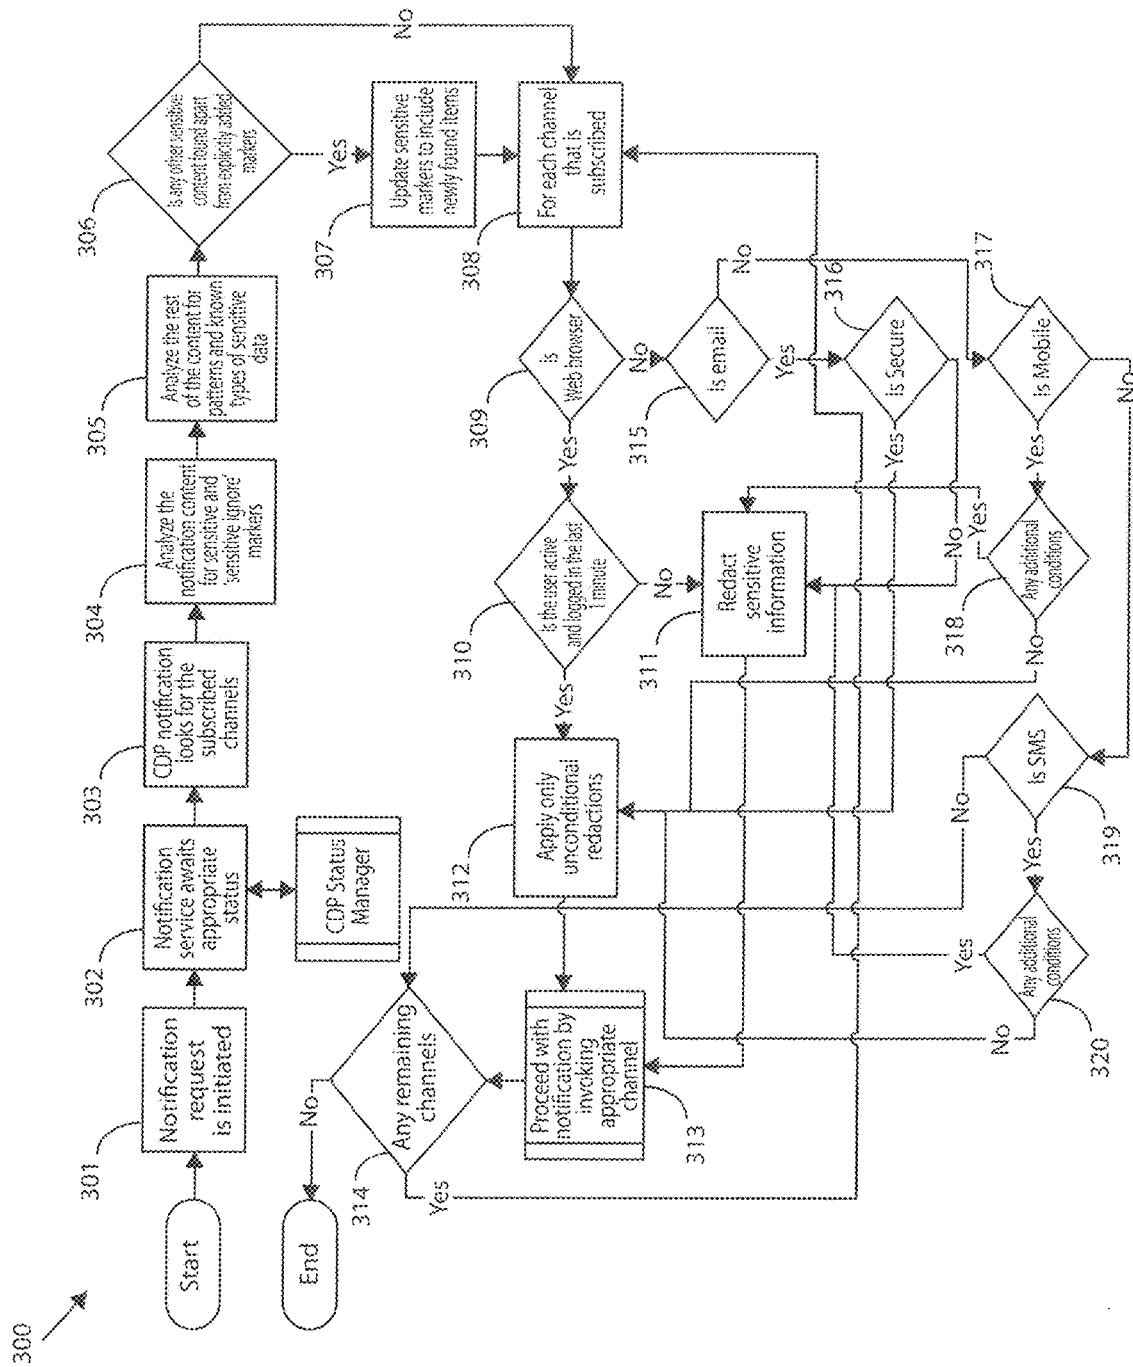 300
Start
301
Notification
request
is initiated
302
Notification
service awaits
appropriate
status
CDP Status
Manager
303
CDP notification
looks for the
subscribed
channels
304
Analyze the
notification content
for sensitive and
'sensitive ignore'
markers
305
Analyze the rest
of the content for
patterns and known
types of sensitive
data
306
Is any other sensitive
content found apart
from explicitly added
markers
Yes
No
307
Update sensitive
markers to include
newly found items
308
For each channel
that is
subscribed
309
Is
Web browser
Yes
No
310
Is the user active
and logged in the last
1 minute
Yes
No
311
Redact
sensitive
information
312
Apply only
unconditional
redactions
313
Proceed with
notification by
invoking
appropriate
channel
314
Any remaining
channels
Yes
No
End
315
Is email
Yes
No
316
Is Secure
Yes
No
317
Is Mobile
Yes
No
318
Any additional
conditions
Yes
No
319
Is SMS
Yes
No
320
Any additional
conditions
Yes
No